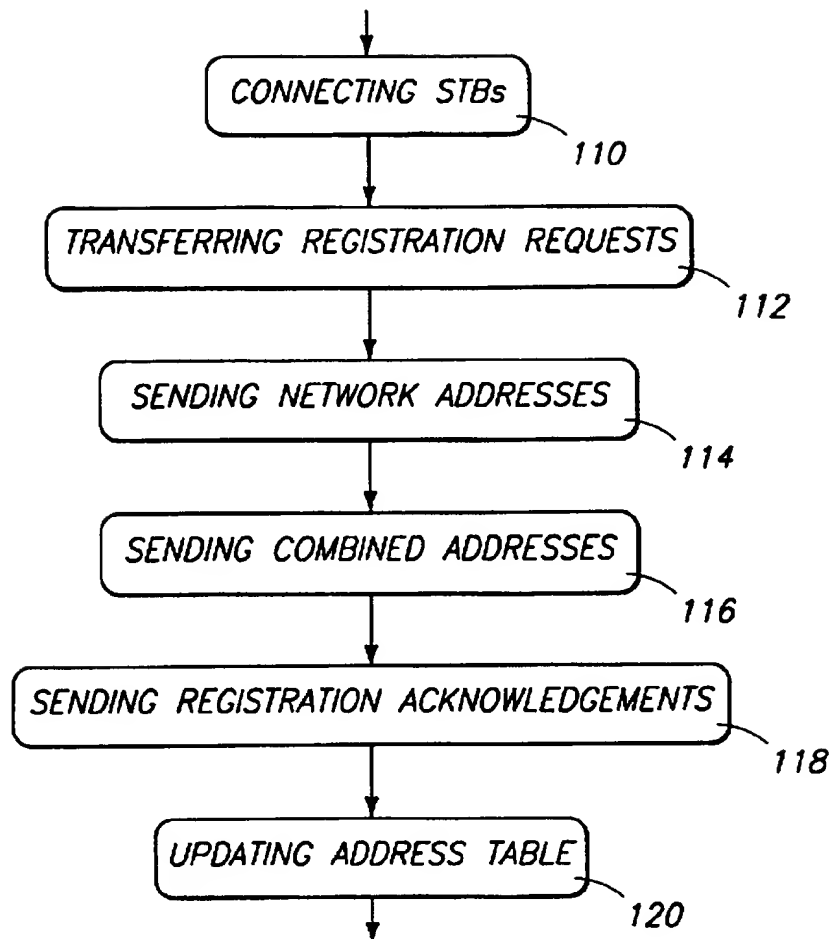 CONNECTING STBs
110
TRANSFERRING REGISTRATION REQUESTS
112
SENDING NETWORK ADDRESSES
114
SENDING COMBINED ADDRESSES
116
SENDING REGISTRATION ACKNOWLEDGEMENTS
118
UPDATING ADDRESS TABLE
120